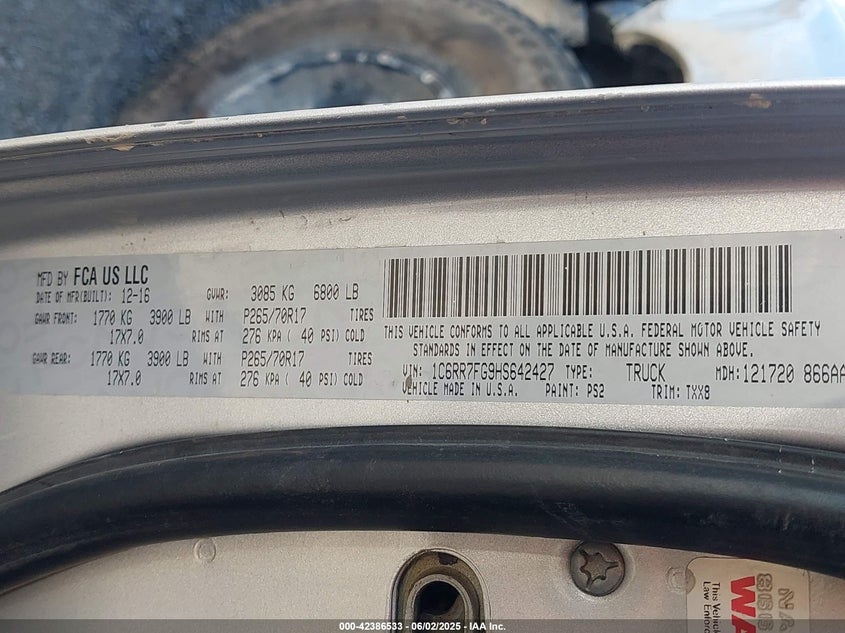 MFD BY FCA US LLC
DATE OF MFR(BUILT): 12-16 GVWR: 3085 KG 6800 LB
GAWR FRONT: 1770 KG 3900 LB WITH P265/70R17 TIRES
17X7.0 RIMS AT 276 KPA ( 40 PSI) COLD
GAWR REAR: 1770 KG 3900 LB WITH P265/70R17 TIRES
17X7.0 RIMS AT 276 KPA ( 40 PSI) COLD
THIS VEHICLE CONFORMS TO ALL APPLICABLE U.S.A. FEDERAL MOTOR VEHICLE SAFETY
STANDARDS IN EFFECT ON THE DATE OF MANUFACTURE SHOWN ABOVE.
VIN: 1C6RR7FG9HS642427 TYPE: TRUCK MDH: 121720 866AA
VEHICLE MADE IN U.S.A. PAINT: PS2 TRIM: TXX8
WA
This Vehicle
Law Enforc
000-42386533 - 06/02/2025 - IAA Inc.